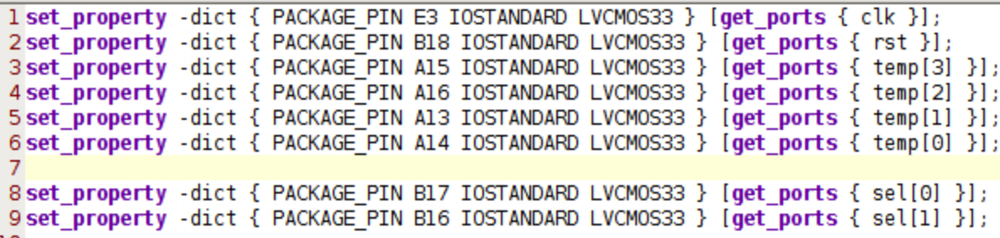 1 set_property -dict { PACKAGE_PIN E3 IOSTANDARD LVCMOS33 } [get_ports { clk }];
2 set_property -dict { PACKAGE_PIN B18 IOSTANDARD LVCMOS33 } [get_ports { rst }];
3 set_property -dict { PACKAGE_PIN A15 IOSTANDARD LVCMOS33 } [get_ports { temp[3] }];
4 set_property -dict { PACKAGE_PIN A16 IOSTANDARD LVCMOS33 } [get_ports { temp[2] }];
5 set_property -dict { PACKAGE_PIN A13 IOSTANDARD LVCMOS33 } [get_ports { temp[1] }];
6 set_property -dict { PACKAGE_PIN A14 IOSTANDARD LVCMOS33 } [get_ports { temp[0] }];
7
8 set_property -dict { PACKAGE_PIN B17 IOSTANDARD LVCMOS33 } [get_ports { sel[0] }];
9 set_property -dict { PACKAGE_PIN B16 IOSTANDARD LVCMOS33 } [get_ports { sel[1] }];